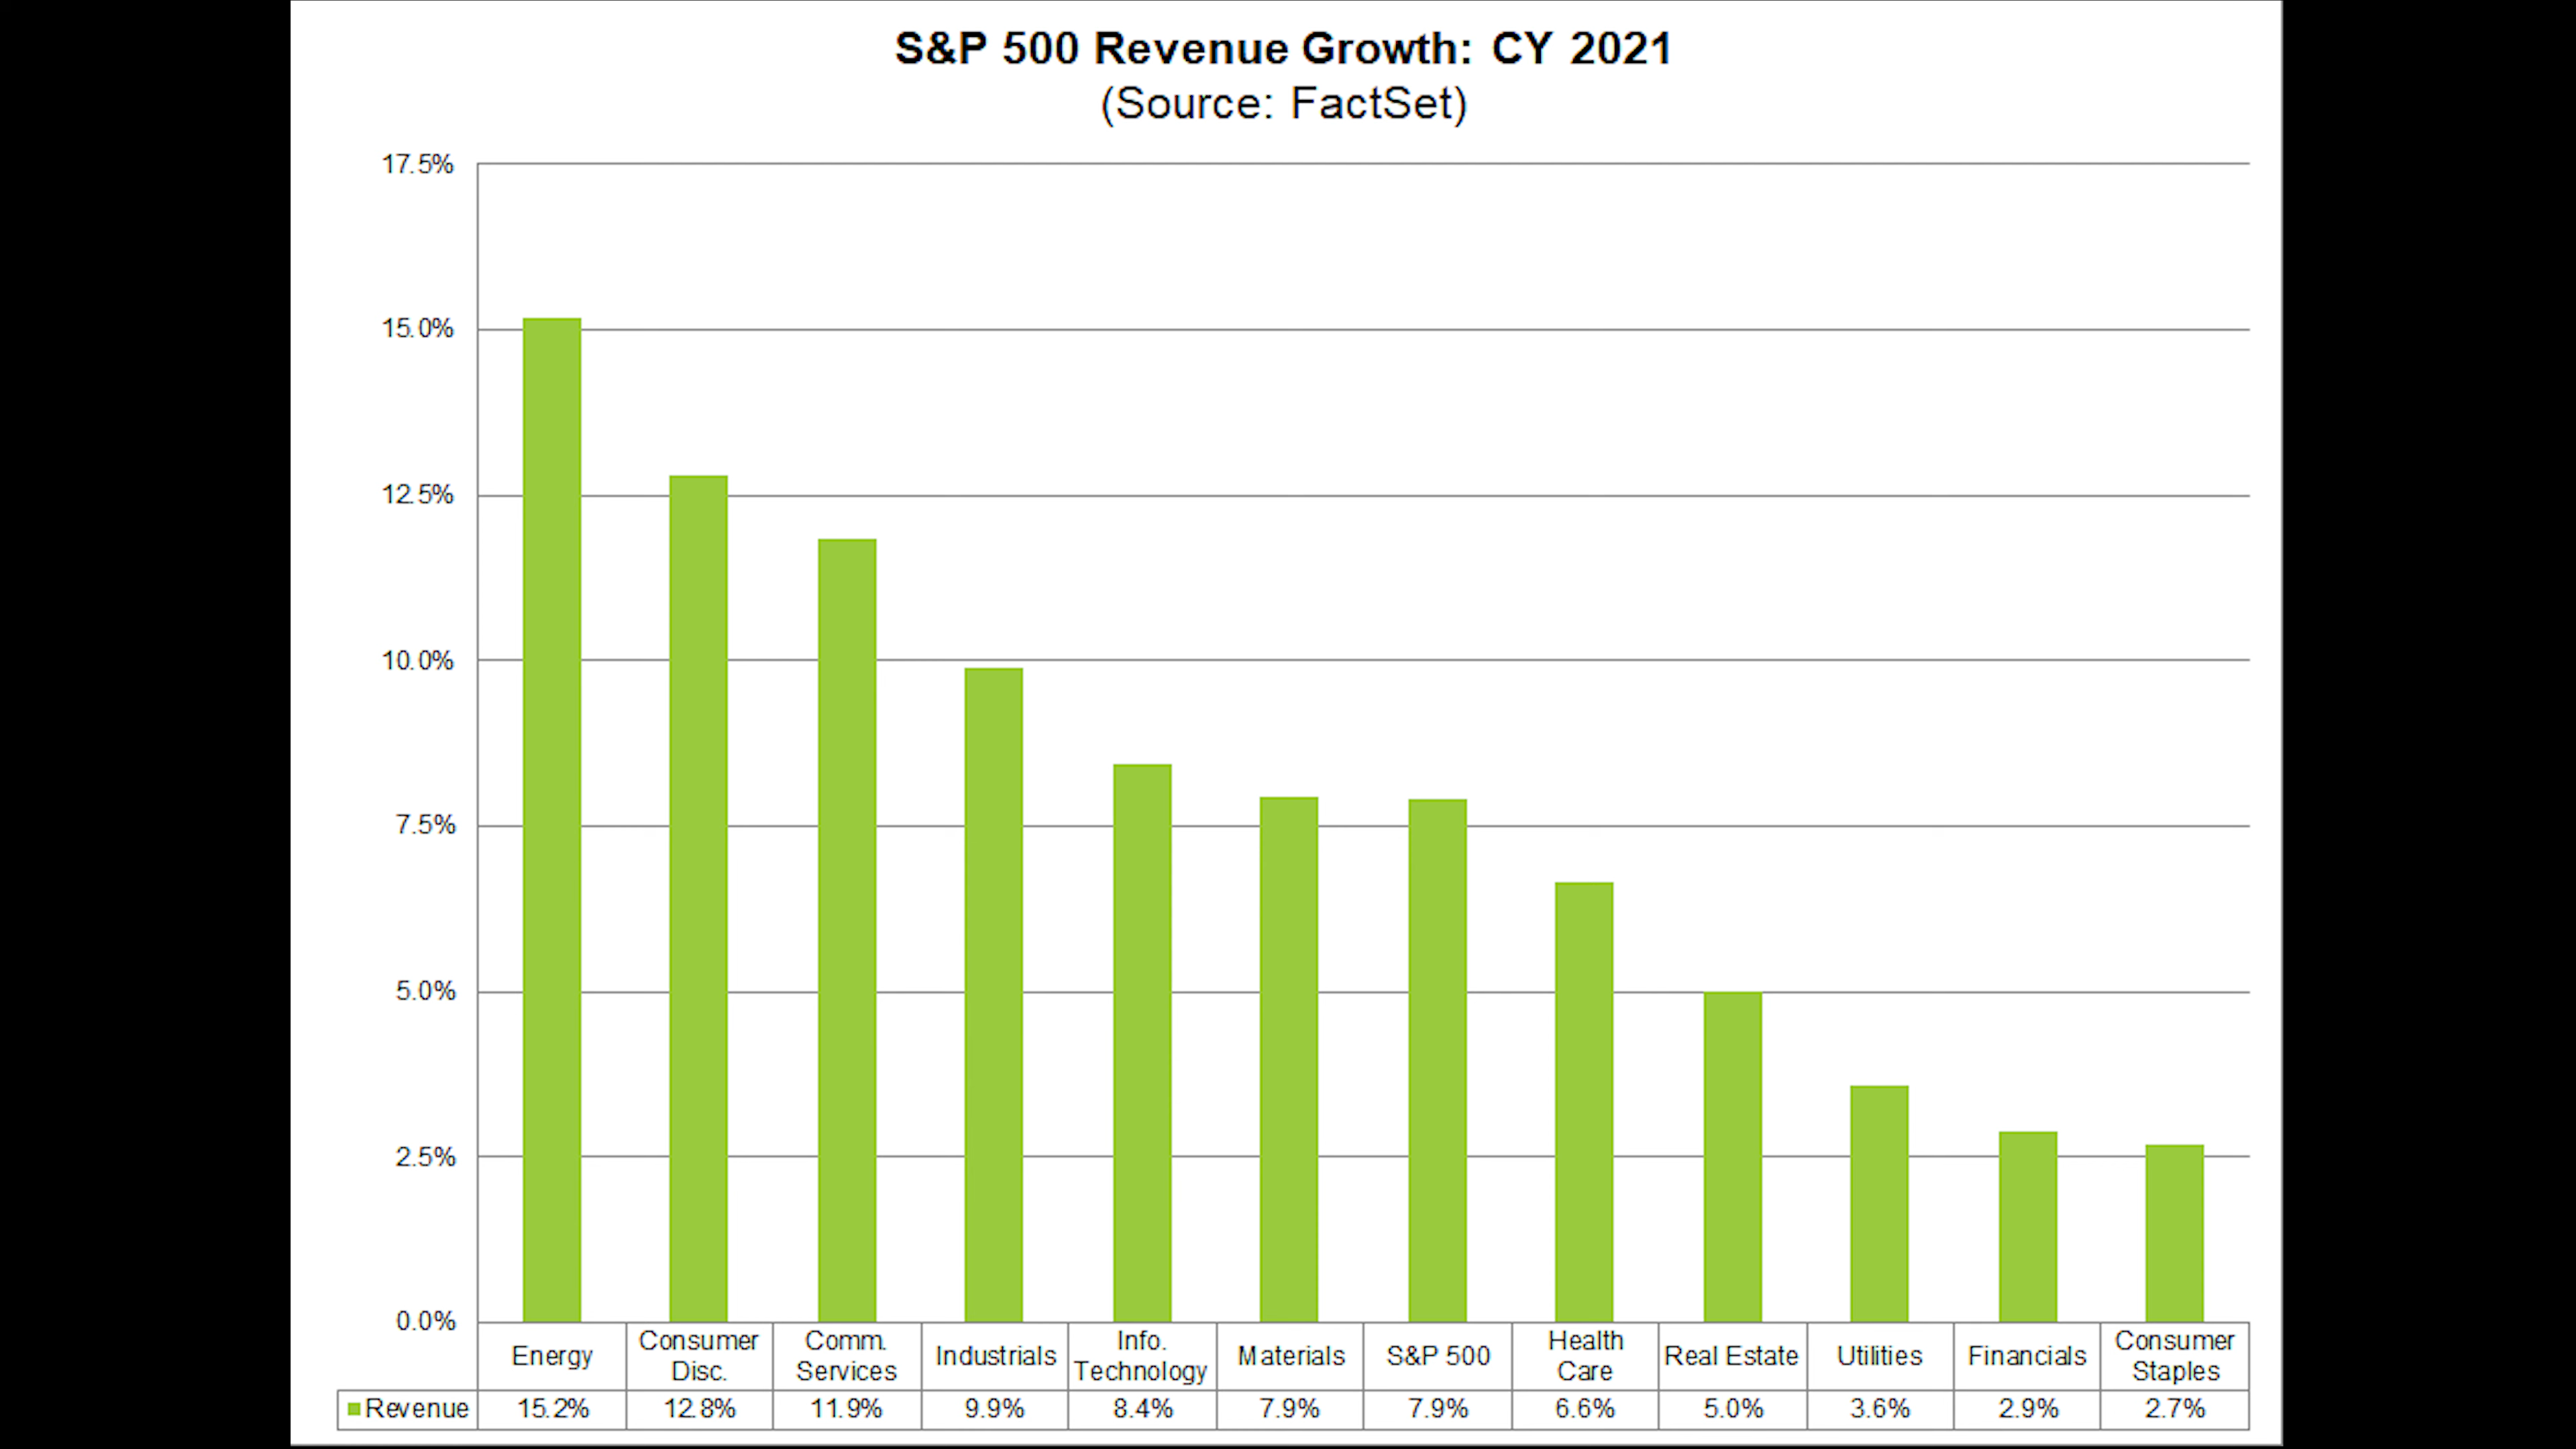 S&P 500 Revenue Growth: CY 2021
(Source: FactSet)
17.5%
15.0%
12.5%
10.0%
7.5%
5.0%
2.5%
0.0%
Energy
Consumer
Disc.
Comm.
Services
Industrials
Info.
Technology
Materials
S&P 500
Health
Care
Real Estate
Utilities
Financials
Consumer
Staples
Revenue 15.2% 12.8% 11.9% 9.9% 8.4% 7.9% 7.9% 6.6% 5.0% 3.6% 2.9% 2.7%